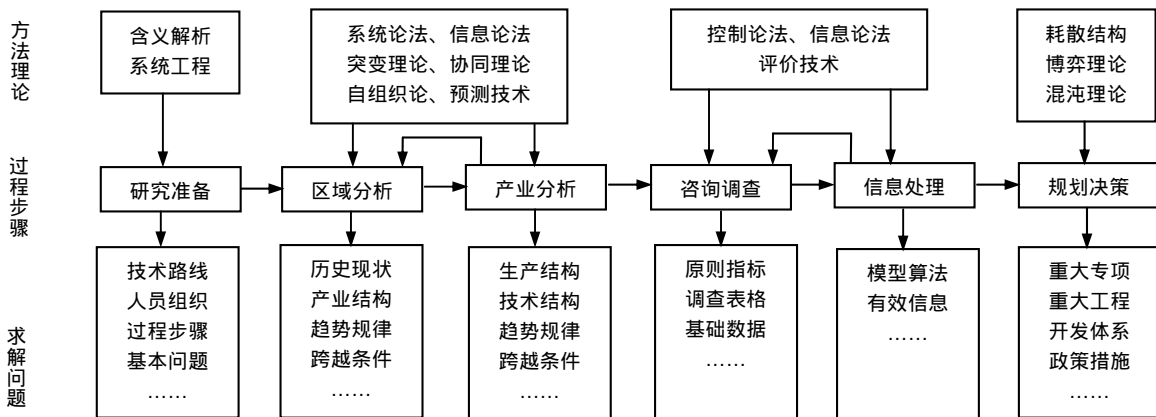 方法理论
含义解析
系统工程
系统论法、信息论法
突变理论、协同理论
自组织论、预测技术
控制论法、信息论法
评价技术
耗散结构
博弈理论
混沌理论
过程步骤
研究准备
区域分析
产业分析
咨询调查
信息处理
规划决策
求解问题
技术路线
人员组织
过程步骤
基本问题
……
历史现状
产业结构
趋势规律
跨越条件
……
生产结构
技术结构
趋势规律
跨越条件
……
原则指标
调查表格
基础数据
……
模型算法
有效信息
……
重大专项
重大工程
开发体系
政策措施
……